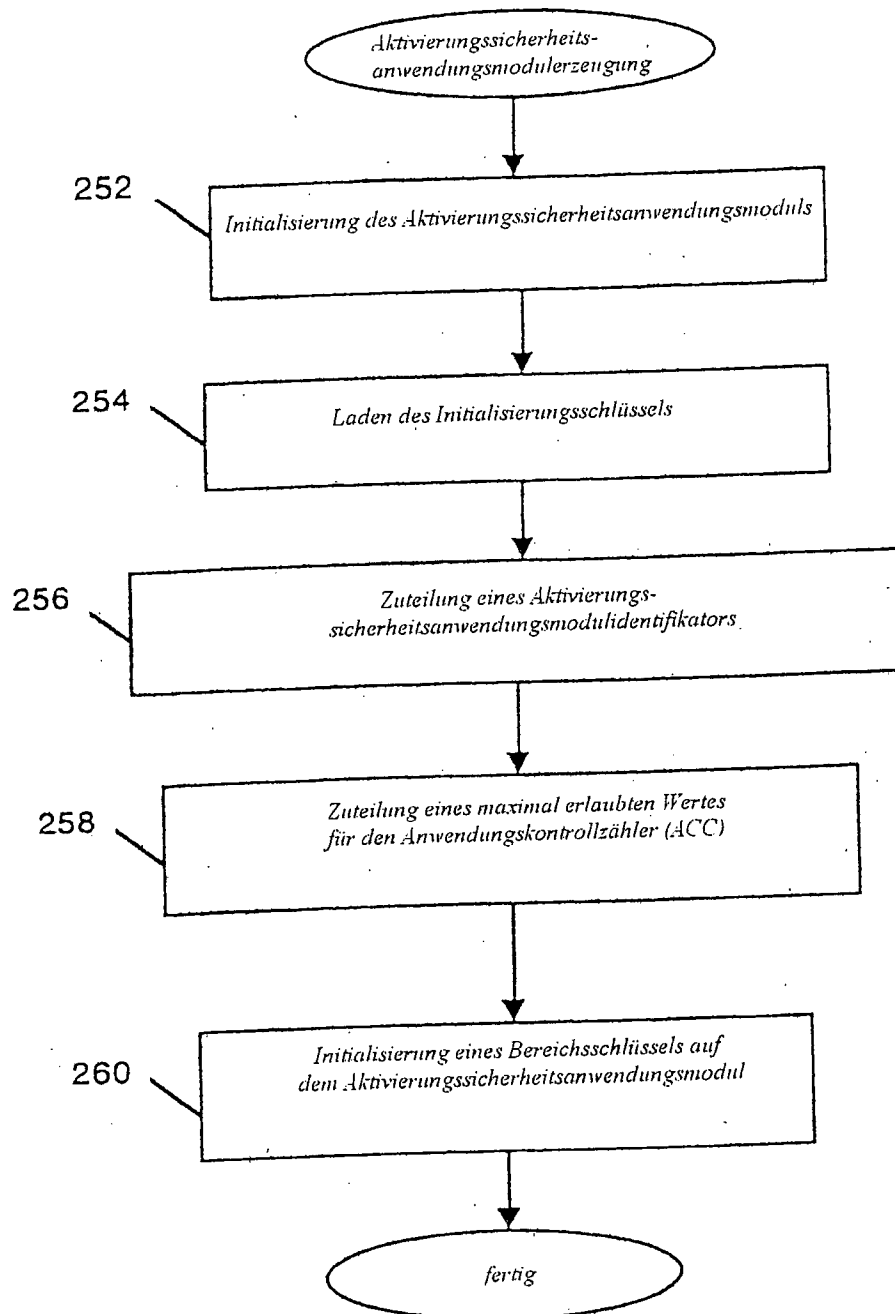 Aktivierungssicherheits-
anwendungsmodulerzeugung
252
Initialisierung des Aktivierungssicherheitsanwendungsmoduls
254
Laden des Initialisierungsschlüssels
256
Zuteilung eines Aktivierungs-
sicherheitsanwendungsmodulidentifikators
258
Zuteilung eines maximal erlaubten Wertes
für den Anwendungskontrollzähler (ACC)
260
Initialisierung eines Bereichsschlüssels auf
dem Aktivierungssicherheitsanwendungsmodul
fertig